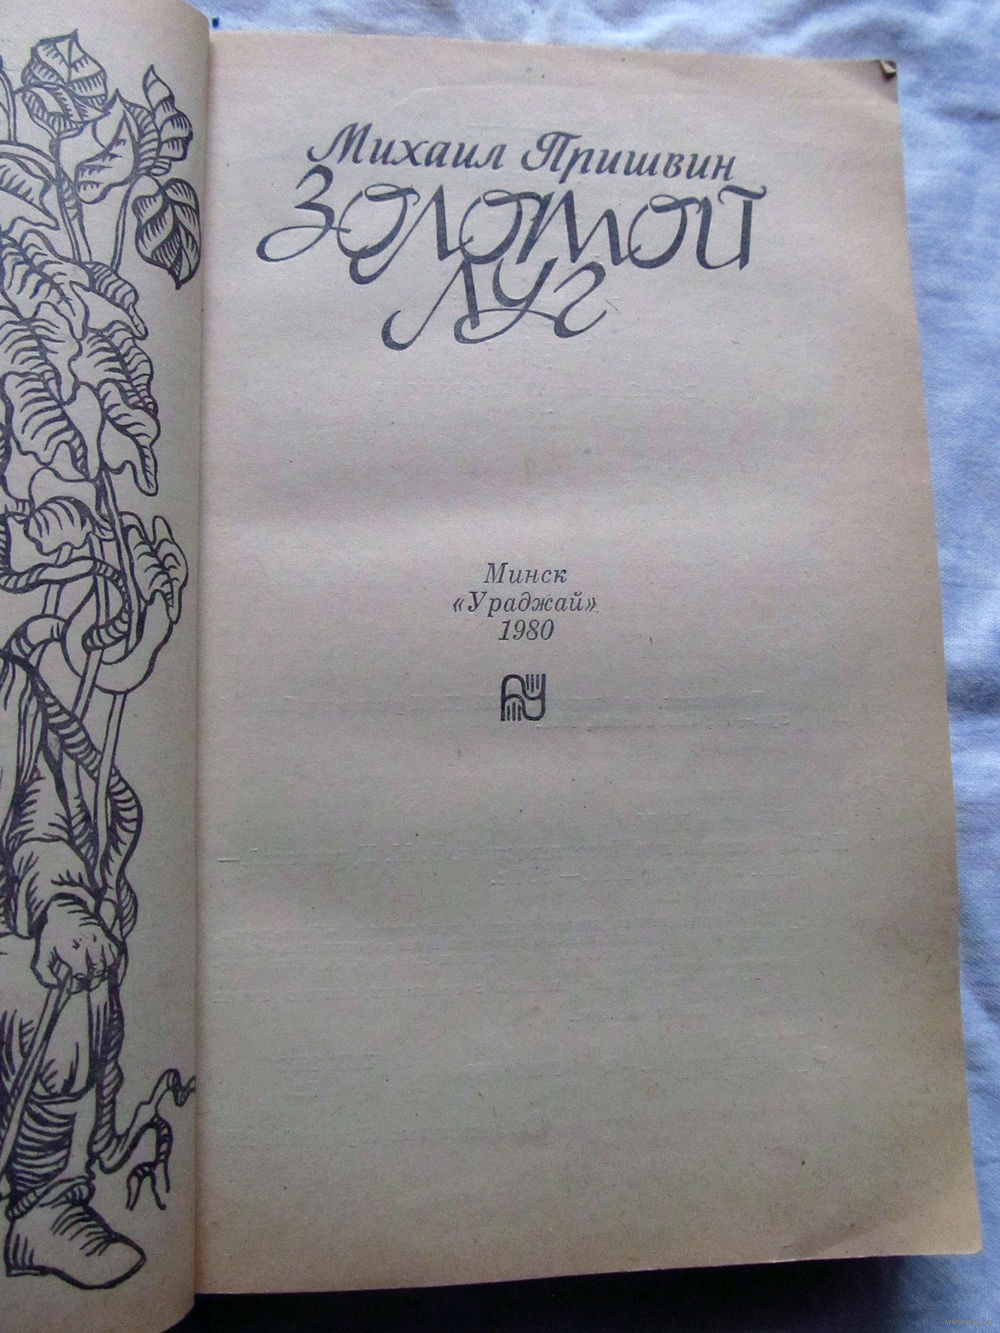 Михаил Пришвин
Золотой
луг
Минск
«Ураджай»
1980